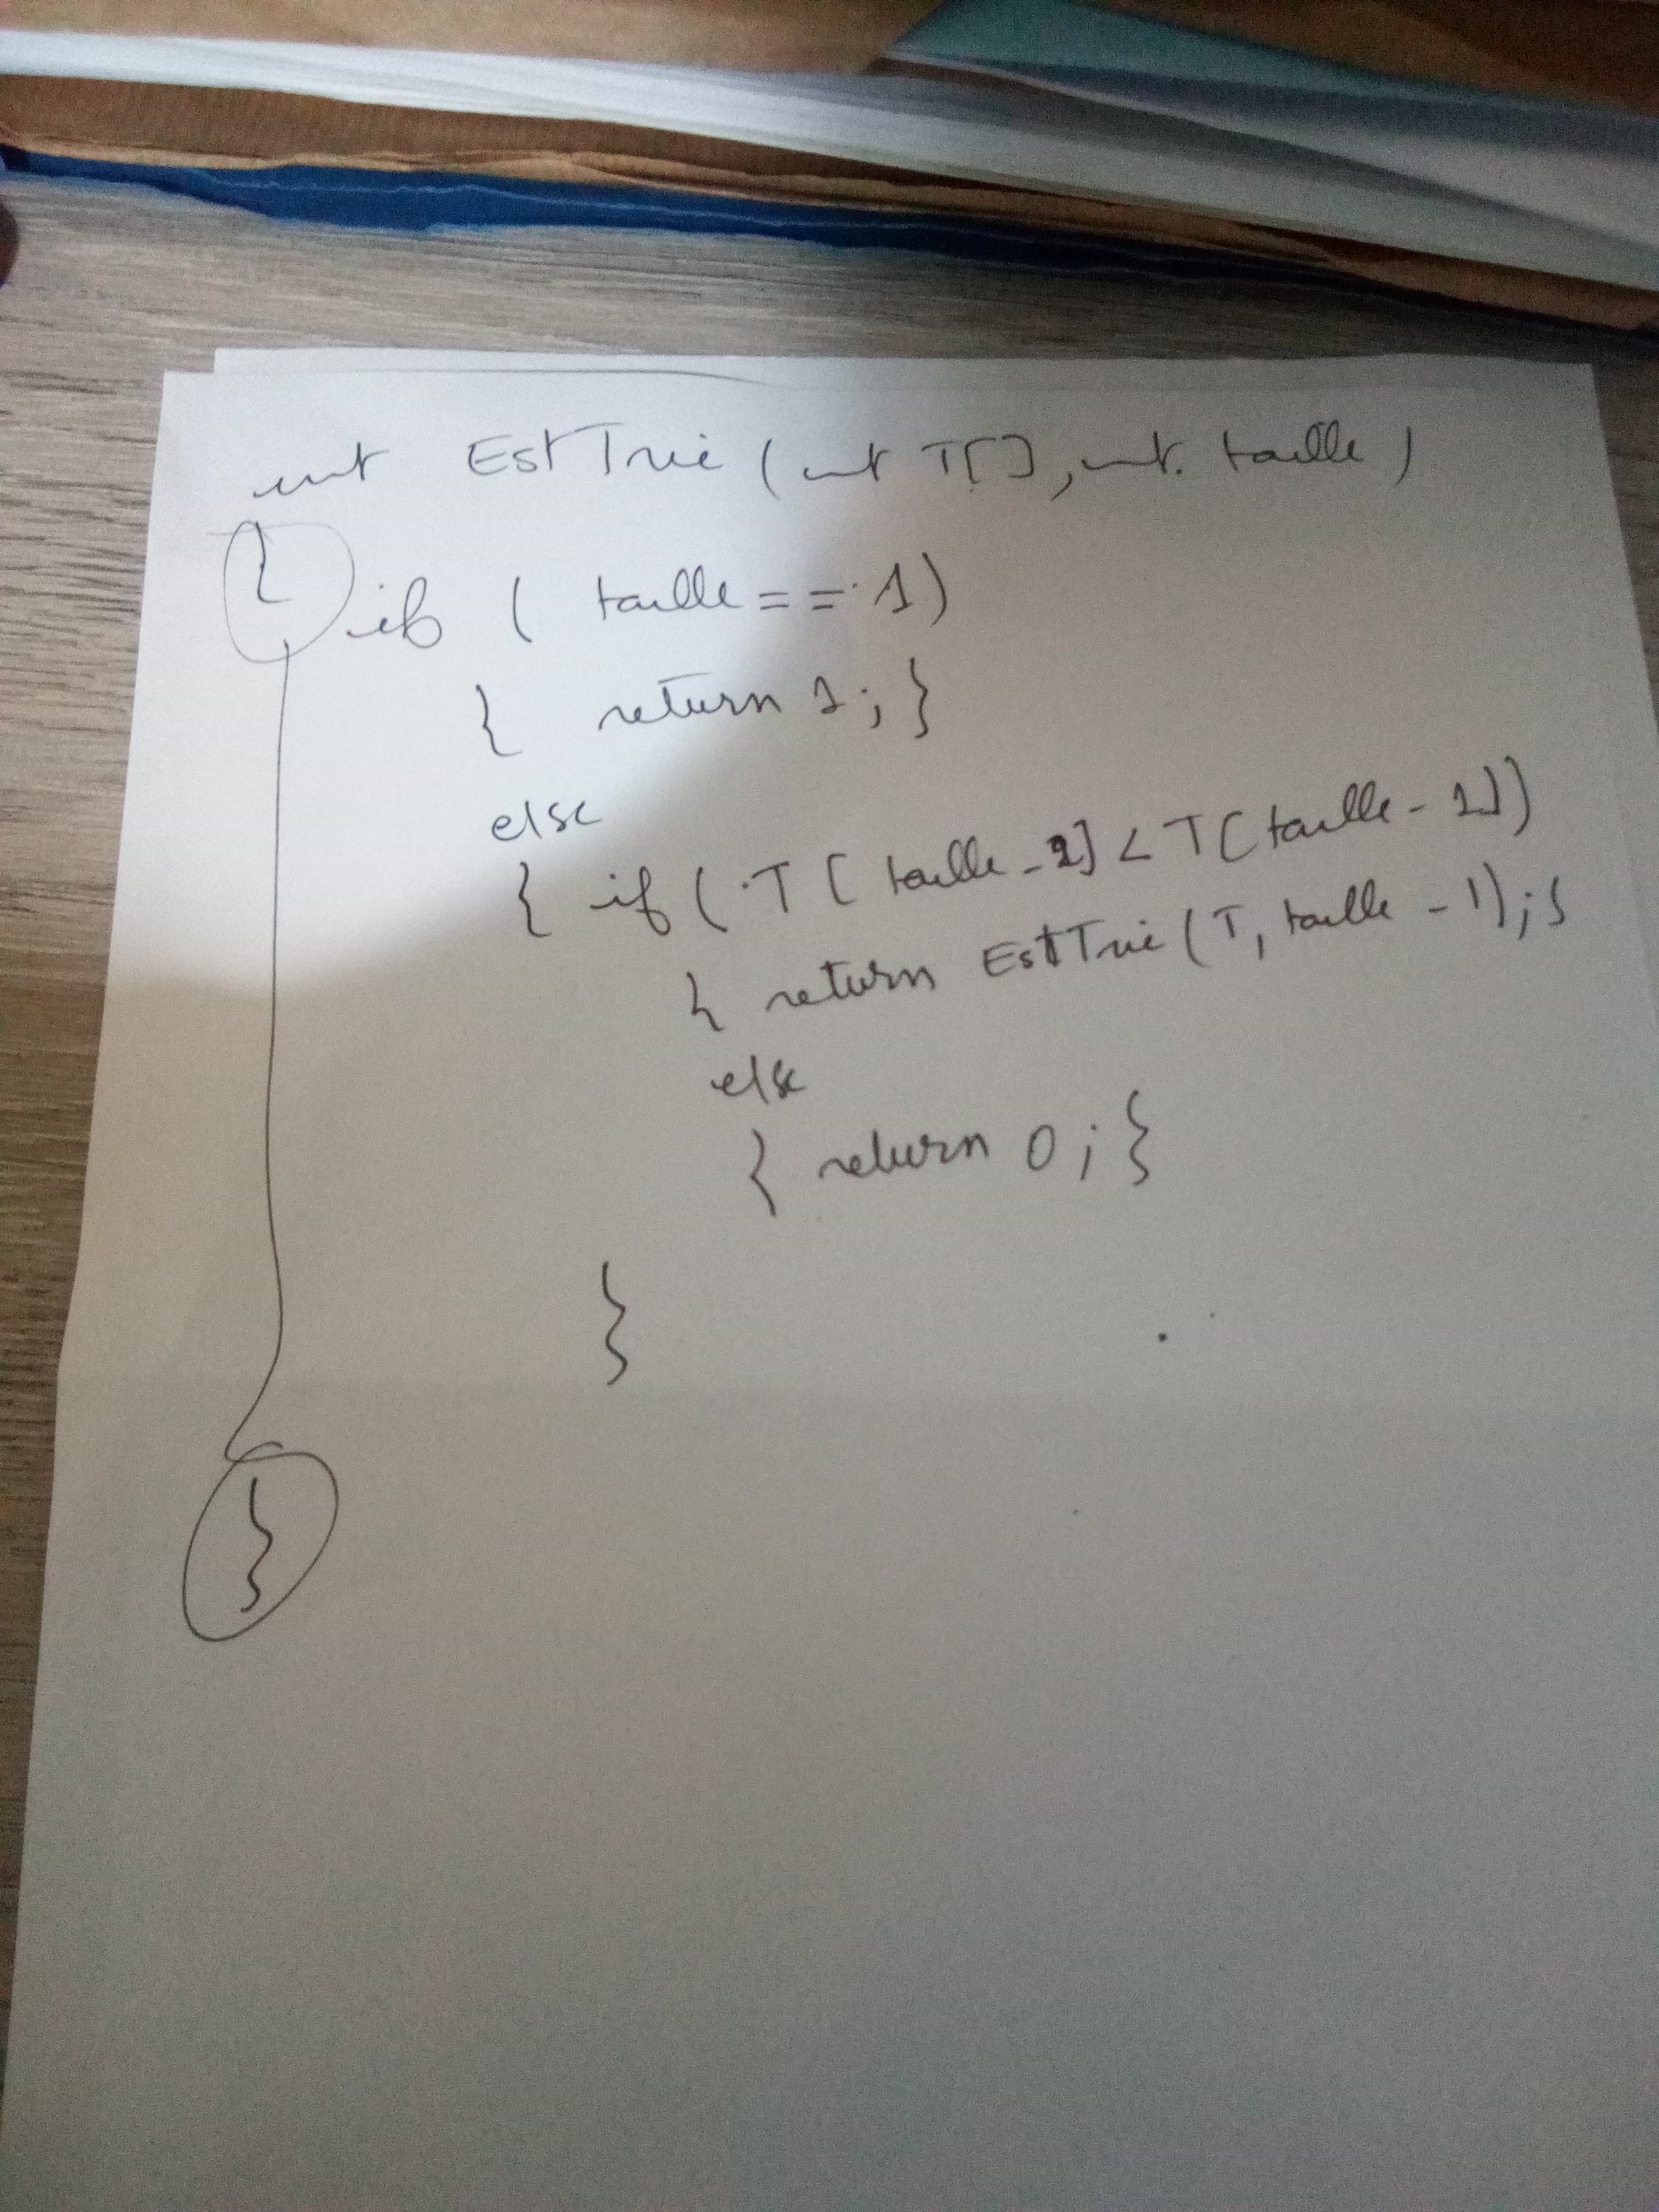 int EstTrie (int T[], int taille)
{
if ( taille == 1)
{ return 1; }
else
{ if ( T[ taille - 2] < T[taille - 1])
{ return EstTrie (T, taille - 1); }
else
{ return 0; }
}
}